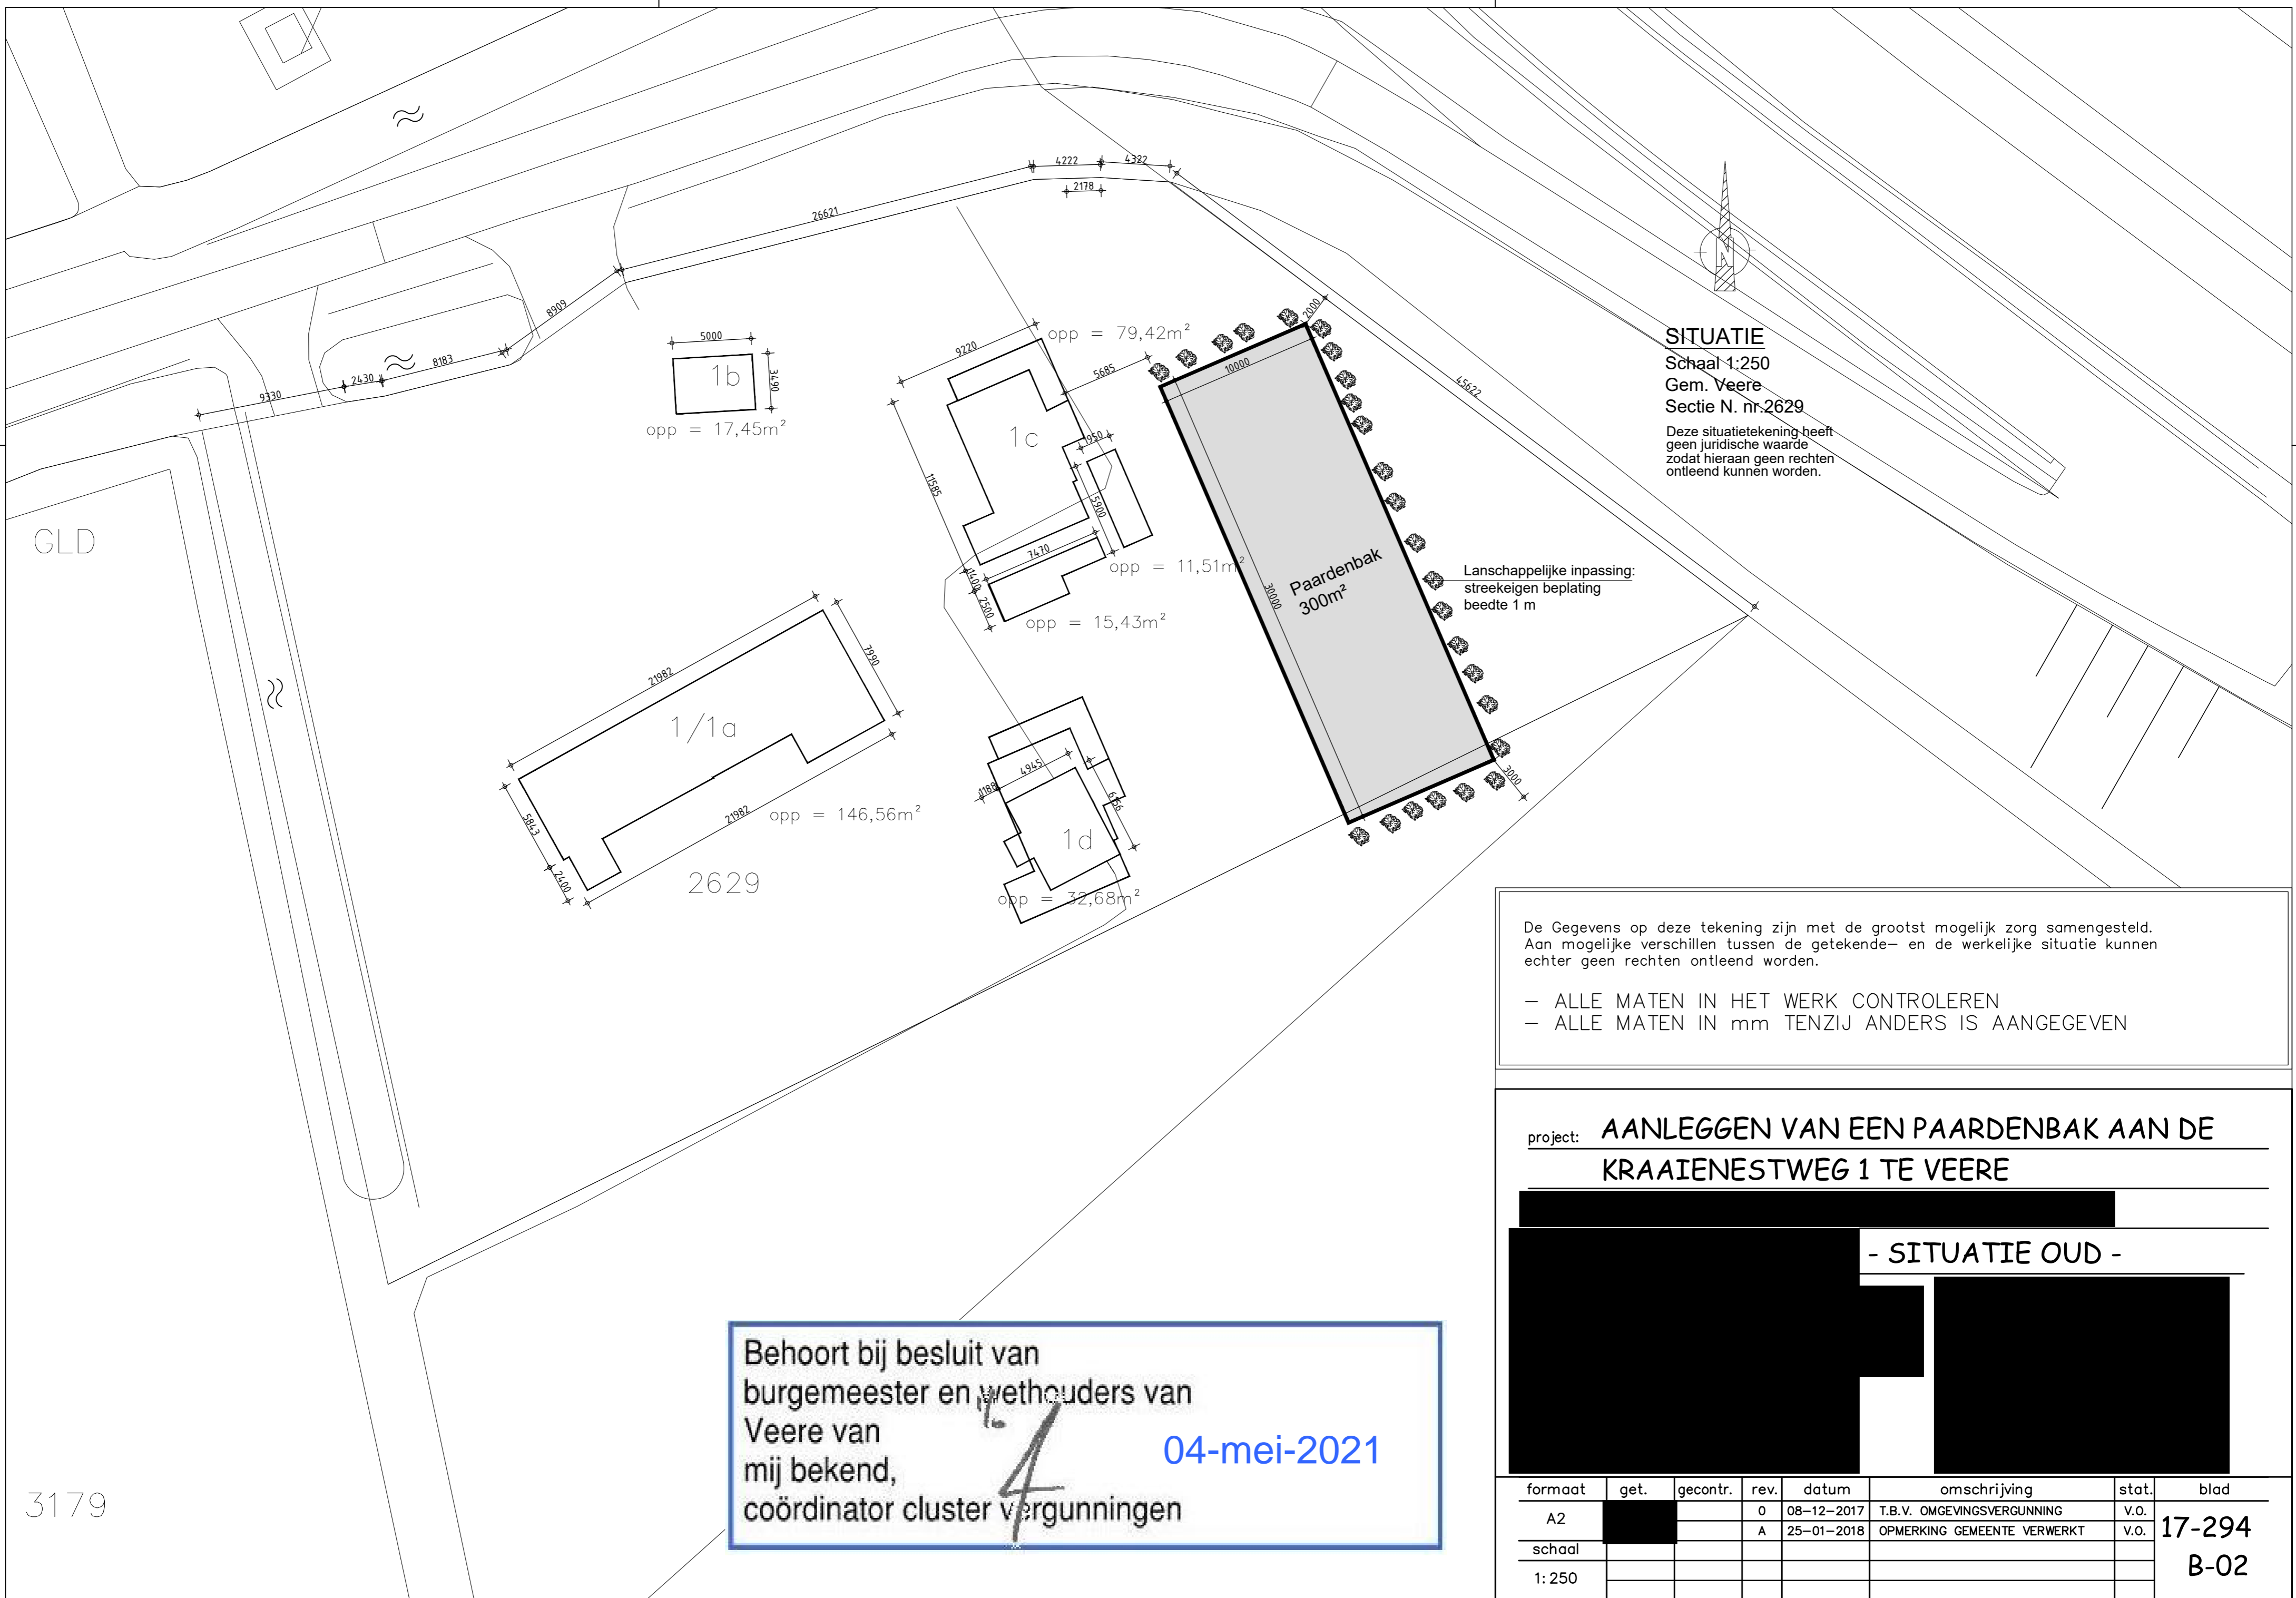 4222
4322
2178
26621
8909
8183
2430
9330
5000
3490
1b
opp = 17,45m²
9220
opp = 79,42m²
5685
1c
1950
11585
5900
7470
opp = 11,51m²
1400
2500
opp = 15,43m²
2000
10000
45622
30000
Paardenbak
300m²
3000
Lanschappelijke inpassing:
streekeigen beplating
beedte 1 m
SITUATIE
Schaal 1:250
Gem. Veere
Sectie N. nr.2629
Deze situatietekening heeft
geen juridische waarde
zodat hieraan geen rechten
ontleend kunnen worden.
GLD
21982
7990
1/1a
5843
2400
21982
opp = 146,56m²
2629
4945
1188
1d
opp = 32,68m²
3179
De Gegevens op deze tekening zijn met de grootst mogelijk zorg samengesteld.
Aan mogelijke verschillen tussen de getekende– en de werkelijke situatie kunnen
echter geen rechten ontleend worden.
– ALLE MATEN IN HET WERK CONTROLEREN
– ALLE MATEN IN mm TENZIJ ANDERS IS AANGEGEVEN
project: AANLEGGEN VAN EEN PAARDENBAK AAN DE
KRAAIENESTWEG 1 TE VEERE
- SITUATIE OUD -
Behoort bij besluit van
burgemeester en wethouders van
Veere van
04-mei-2021
mij bekend,
coördinator cluster vergunningen
formaat get. gecontr. rev. datum omschrijving stat. blad
A2 0 08–12–2017 T.B.V. OMGEVINGSVERGUNNING V.O.
A 25–01–2018 OPMERKING GEMEENTE VERWERKT V.O.
17-294
schaal
B-02
1:250